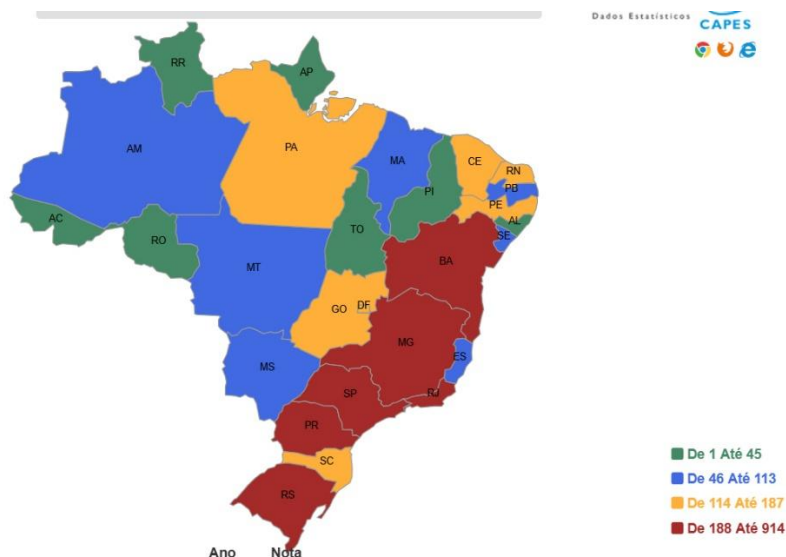 Dados Estatísticos
CAPES
RR
AP
AM
PA
MA
CE
RN
PB
PI
PE
AC
AL
RO
TO
SE
MT
BA
GO
DF
MG
ES
MS
SP
RJ
PR
SC
RS
De 1 Até 45
De 46 Até 113
De 114 Até 187
De 188 Até 914
Ano Nota